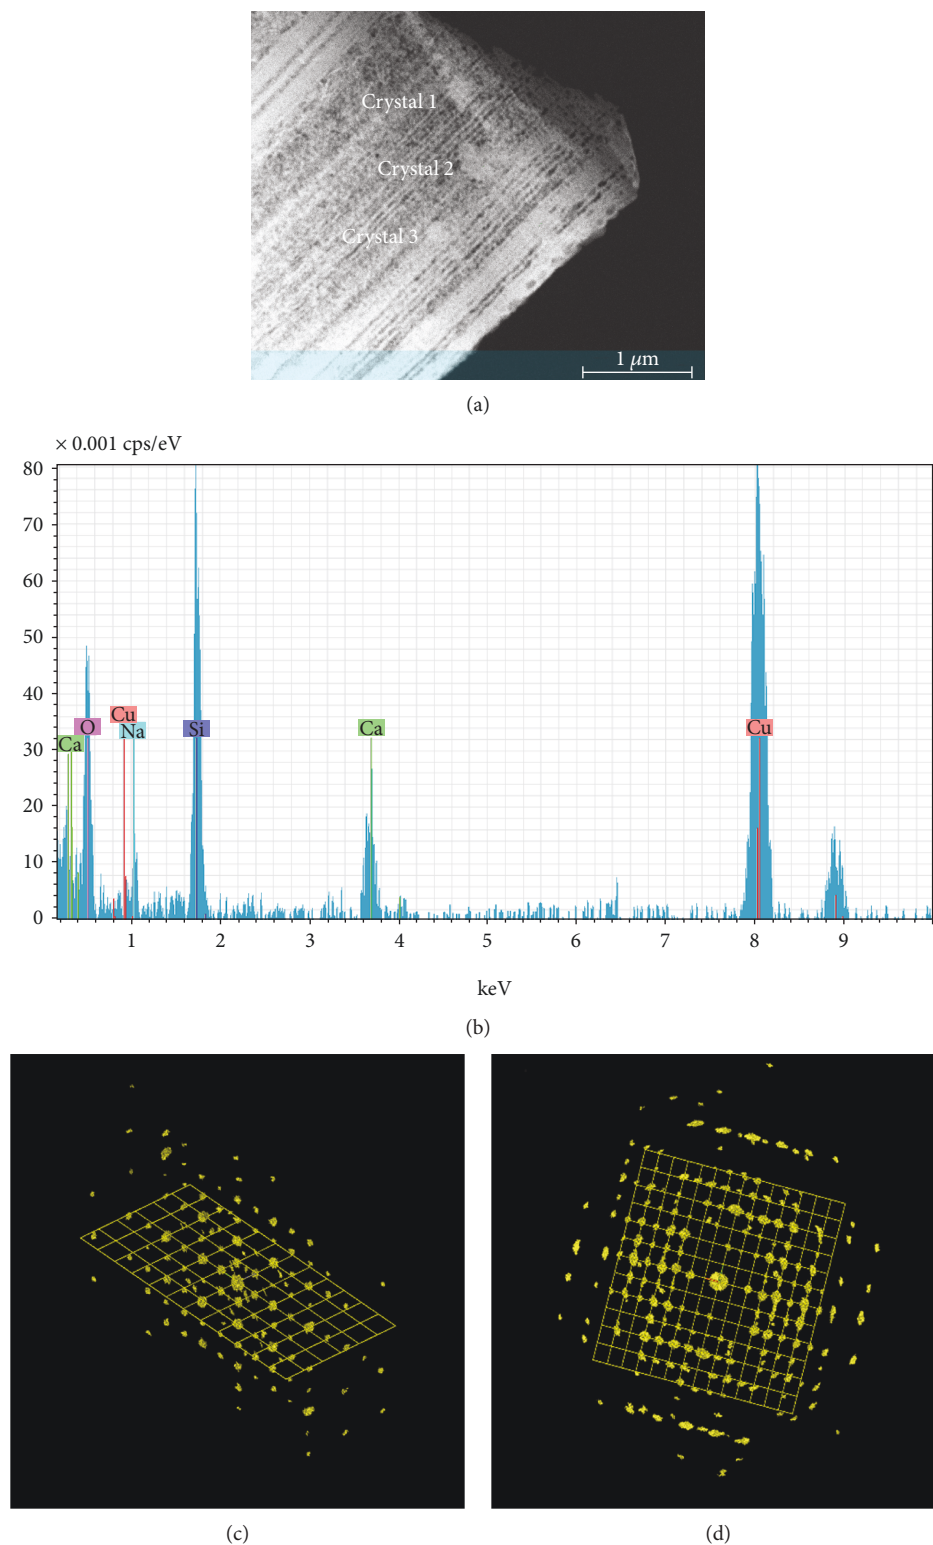 Crystal 1
Crystal 2
Crystal 3
1 μm
(a)
× 0.001 cps/eV
80
70
60
50
40
30
20
10
0
Ca
O
Cu
Na
Si
Ca
Cu
1 2 3 4 5 6 7 8 9
keV
(b)
(c)
(d)